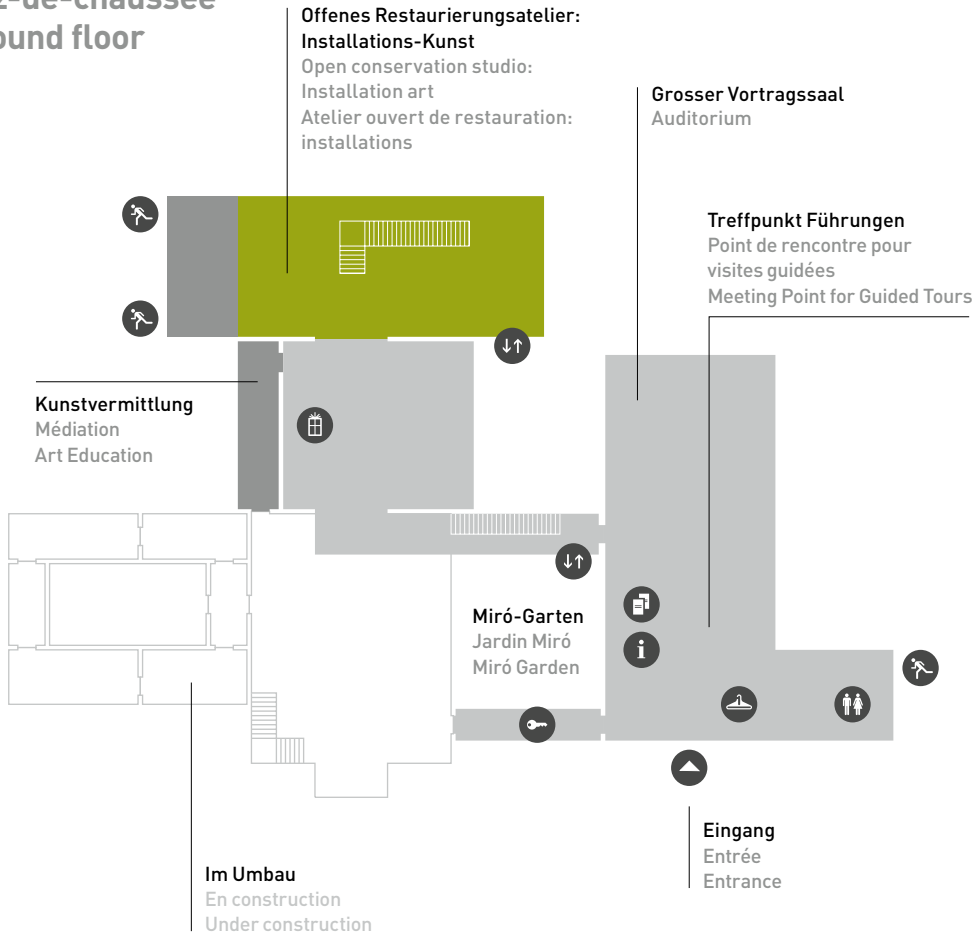 z-de-chaussée
ound floor
Offenes Restaurierungsatelier:
Installations-Kunst
Open conservation studio:
Installation art
Atelier ouvert de restauration:
installations
Grosser Vortragssaal
Auditorium
Treffpunkt Führungen
Point de rencontre pour
visites guidées
Meeting Point for Guided Tours
Kunstvermittlung
Médiation
Art Education
Miró-Garten
Jardin Miró
Miró Garden
i
Eingang
Entrée
Entrance
Im Umbau
En construction
Under construction